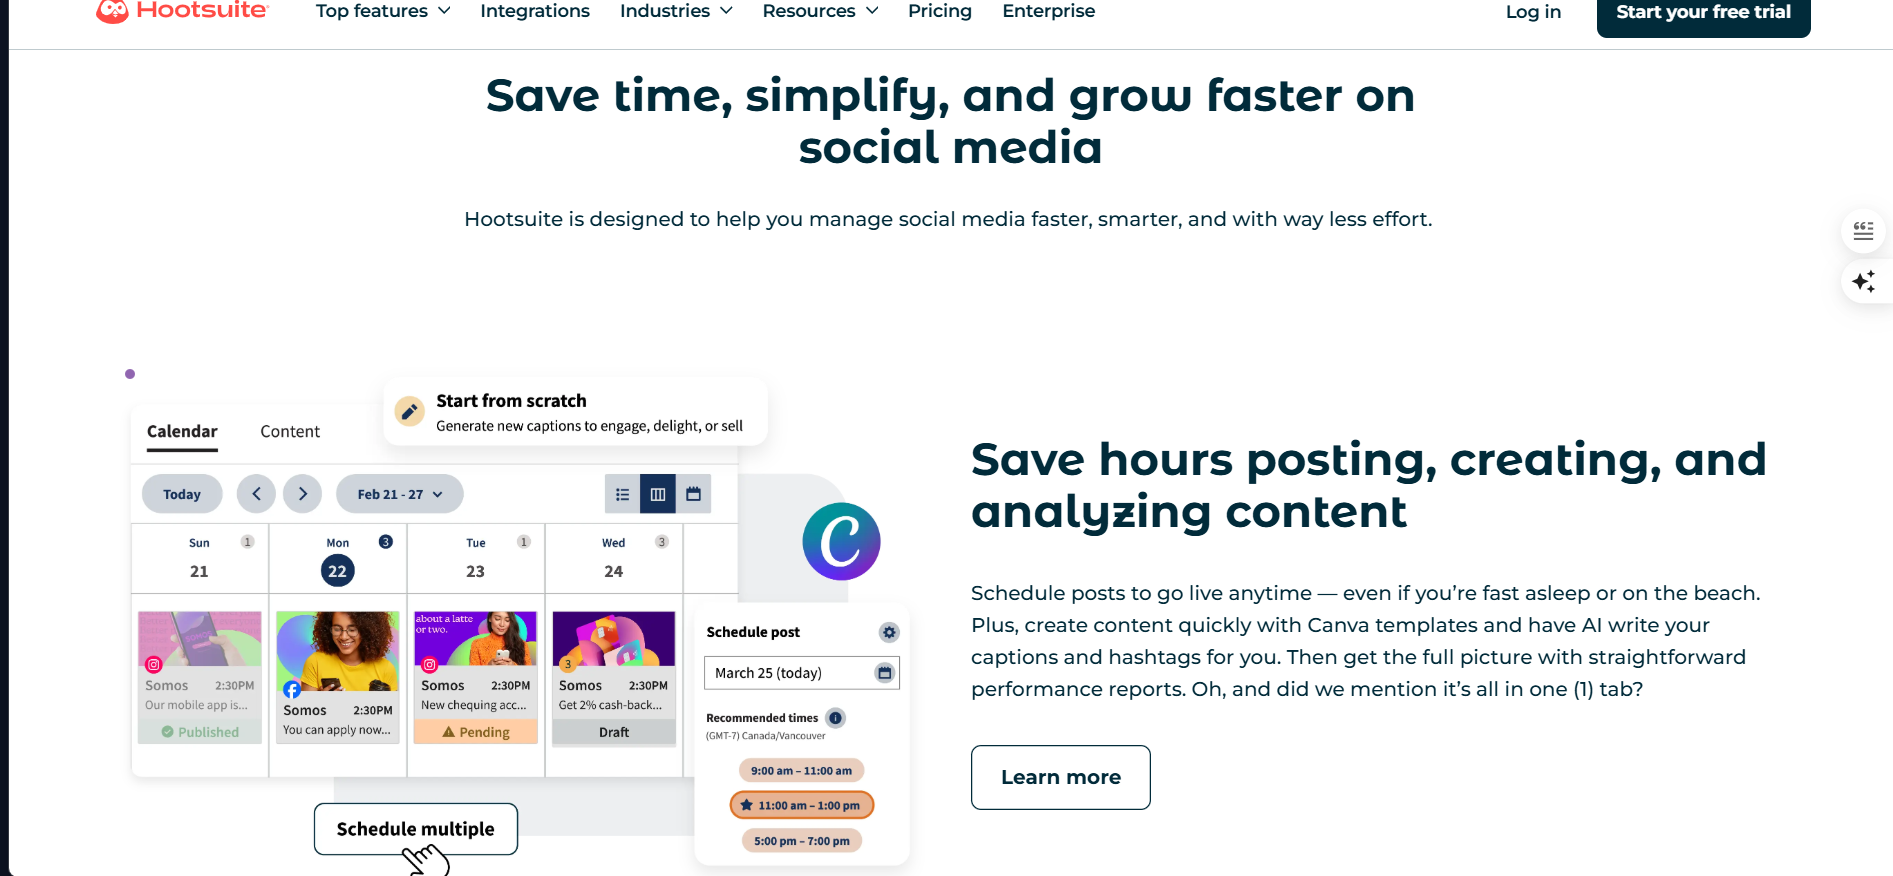 Hootsuite
Top features
Integrations
Industries
Resources
Pricing
Enterprise
Log in
Start your free trial
Save time, simplify, and grow faster on
social media
Hootsuite is designed to help you manage social media faster, smarter, and with way less effort.
Start from scratch
Generate new captions to engage, delight, or sell
Calendar
Content
Today
Feb 21 - 27
Sun 1
Mon 3
Tue 1
Wed 3
21
22
23
24
about a latte
or two.
3
Somos 2:30PM
Our mobile app is...
Published
Somos 2:30PM
You can apply now...
Somos 2:30PM
New chequing acc...
Pending
Somos 2:30PM
Get 2% cash-back...
Draft
C
Schedule post
March 25 (today)
Recommended times
(GMT-7) Canada/Vancouver
9:00 am – 11:00 am
11:00 am – 1:00 pm
5:00 pm – 7:00 pm
Schedule multiple
Save hours posting, creating, and
analyzing content
Schedule posts to go live anytime — even if you’re fast asleep or on the beach.
Plus, create content quickly with Canva templates and have AI write your
captions and hashtags for you. Then get the full picture with straightforward
performance reports. Oh, and did we mention it’s all in one (1) tab?
Learn more